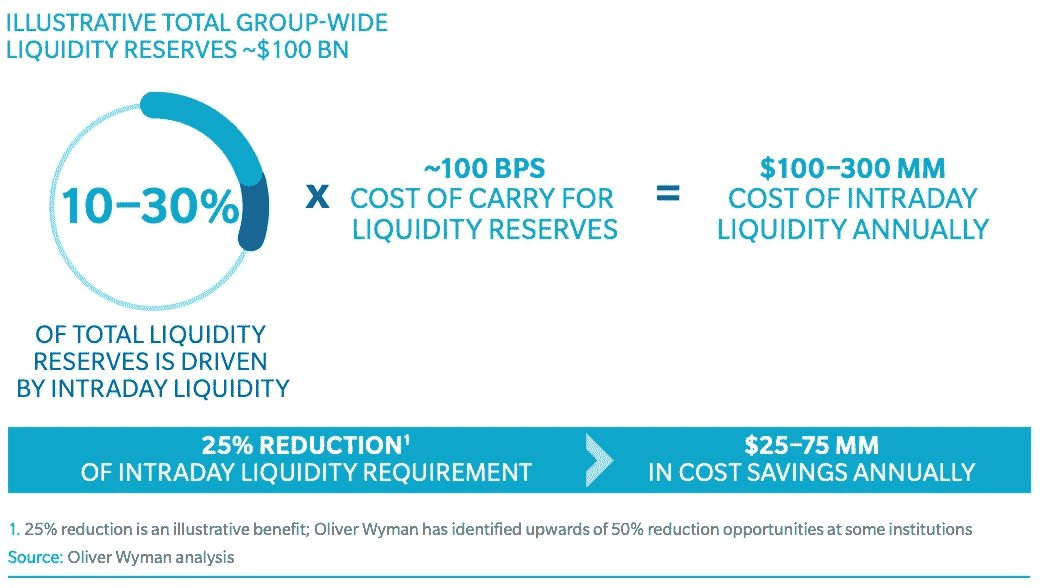 ILLUSTRATIVE TOTAL GROUP-WIDE
LIQUIDITY RESERVES ~$100 BN
10–30%
OF TOTAL LIQUIDITY
RESERVES IS DRIVEN
BY INTRADAY LIQUIDITY
x
~100 BPS
COST OF CARRY FOR
LIQUIDITY RESERVES
=
$100–300 MM
COST OF INTRADAY
LIQUIDITY ANNUALLY
25% REDUCTION¹
OF INTRADAY LIQUIDITY REQUIREMENT
$25–75 MM
IN COST SAVINGS ANNUALLY
1. 25% reduction is an illustrative benefit; Oliver Wyman has identified upwards of 50% reduction opportunities at some institutions
Source: Oliver Wyman analysis